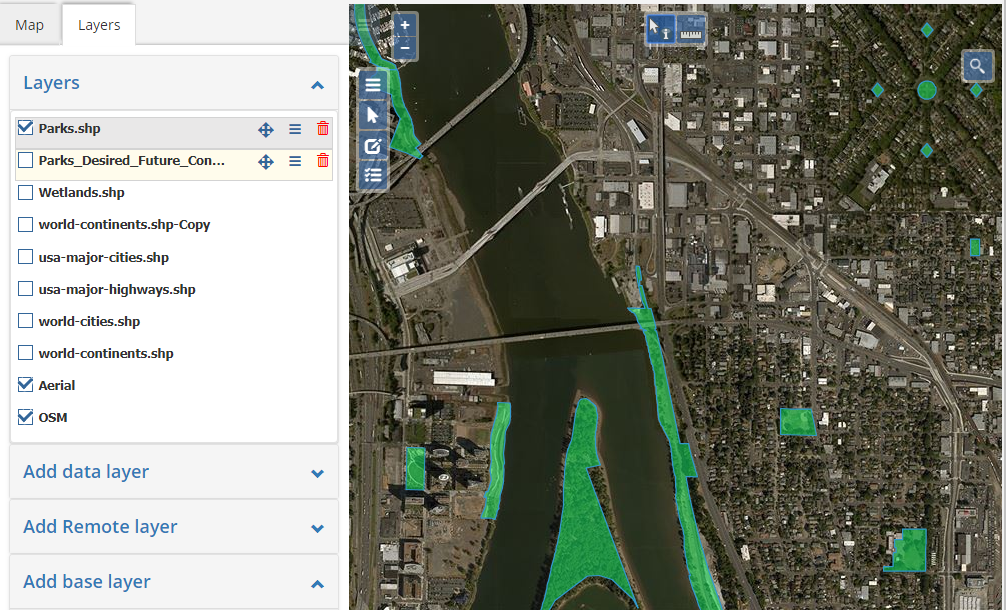 Map
Layers
Layers
Parks.shp
Parks_Desired_Future_Con...
Wetlands.shp
world-continents.shp-Copy
usa-major-cities.shp
usa-major-highways.shp
world-cities.shp
world-continents.shp
Aerial
OSM
Add data layer
Add Remote layer
Add base layer